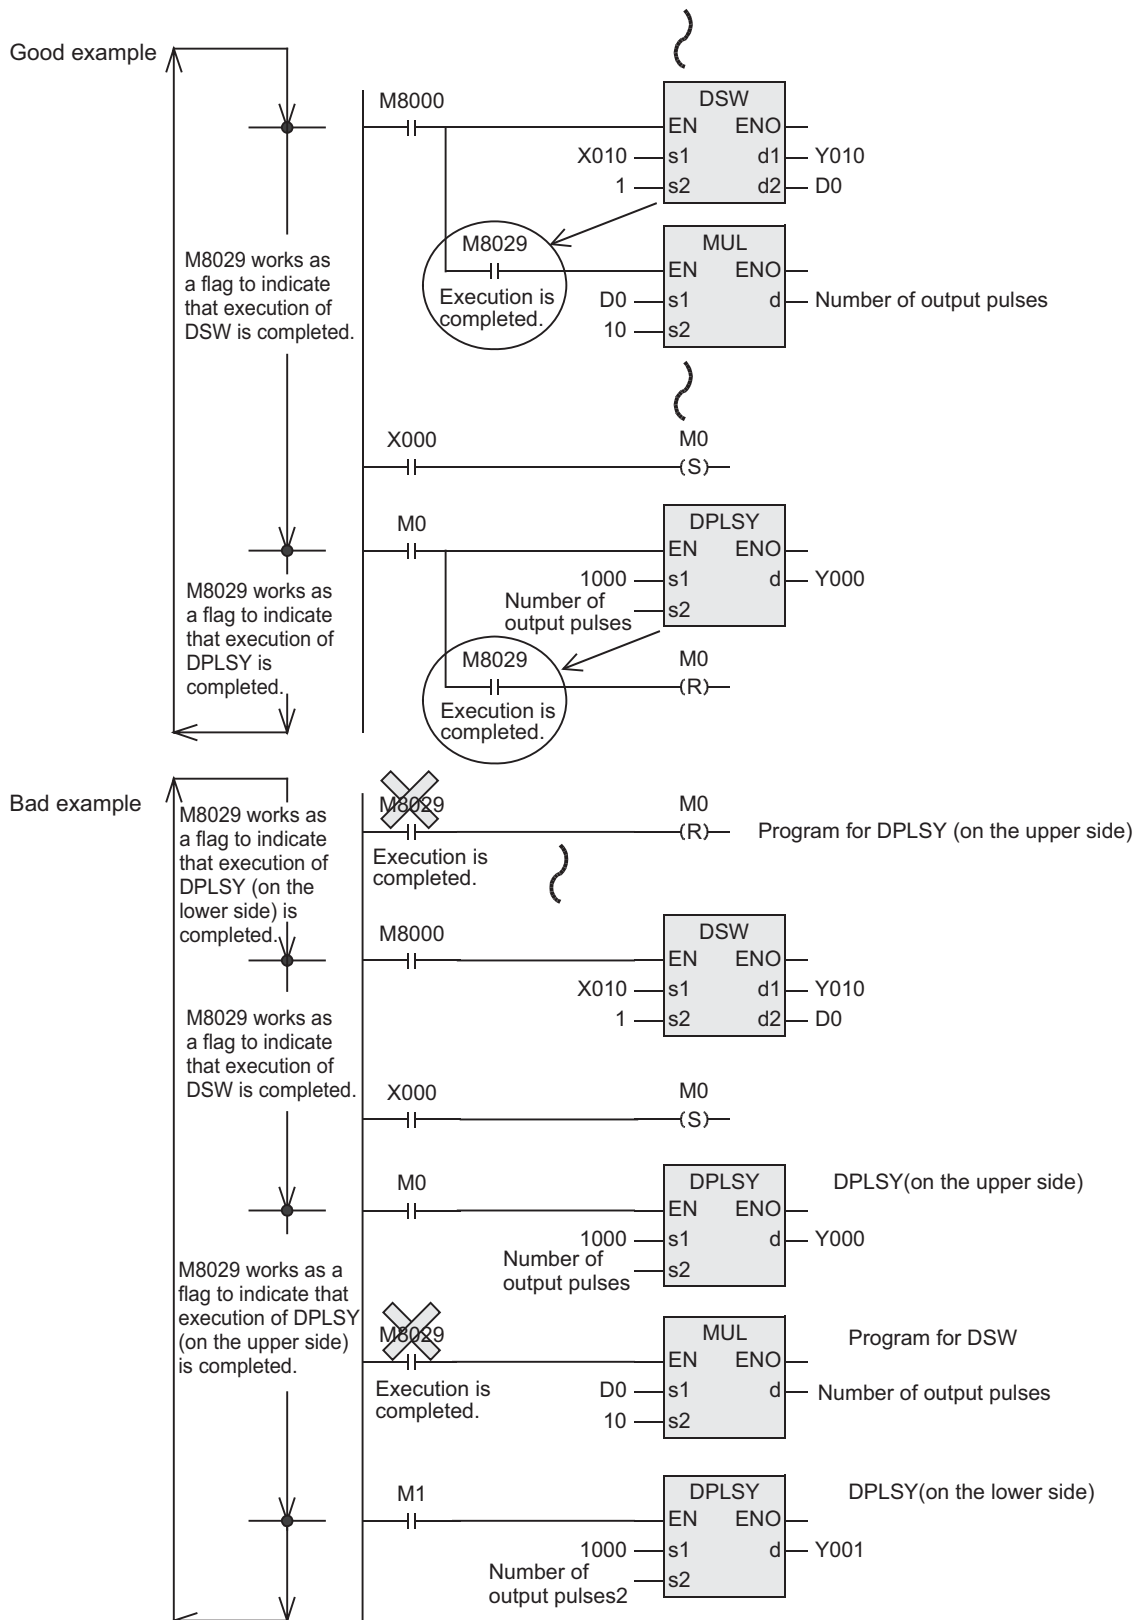 Good example
M8000
DSW
EN ENO
X010 s1 d1 Y010
1 s2 d2 D0
M8029 works as
a flag to indicate
that execution of
DSW is completed.
M8029
Execution is
completed.
MUL
EN ENO
D0 s1 d Number of output pulses
10 s2
X000 M0
(S)
M0
DPLSY
EN ENO
1000 s1 d Y000
Number of
output pulses s2
M8029 works as
a flag to indicate
that execution of
DPLSY is
completed.
M8029 M0
(R)
Execution is
completed.
Bad example
M8029 works as
a flag to indicate
that execution of
DPLSY (on the
lower side) is
completed.
M8029 M0
(R) Program for DPLSY (on the upper side)
Execution is
completed.
M8000
DSW
EN ENO
X010 s1 d1 Y010
1 s2 d2 D0
M8029 works as
a flag to indicate
that execution of
DSW is completed.
X000 M0
(S)
M0
DPLSY DPLSY(on the upper side)
EN ENO
1000 s1 d Y000
Number of
output pulses s2
M8029 works as a
flag to indicate that
execution of DPLSY
(on the upper side)
is completed.
M8029
Execution is
completed.
MUL Program for DSW
EN ENO
D0 s1 d Number of output pulses
10 s2
M1
DPLSY DPLSY(on the lower side)
EN ENO
1000 s1 d Y001
Number of
output pulses2 s2